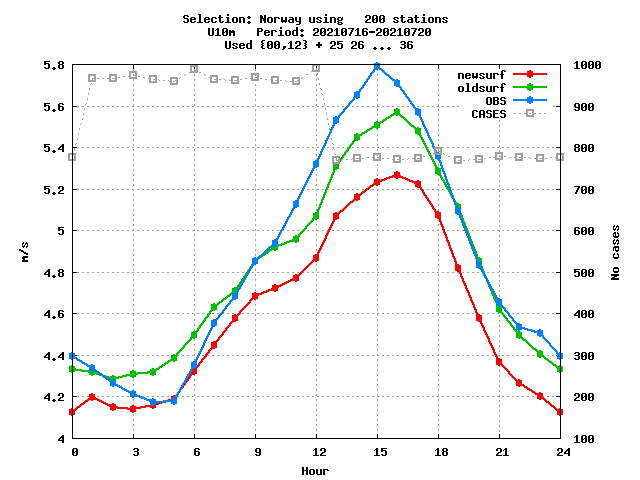 Selection: Norway using   200 stations
U10m   Period: 20210716-20210720
Used {00,12} + 25 26 ... 36
5.8
5.6
5.4
5.2
5
4.8
4.6
4.4
4.2
4
m/s
newsurf
oldsurf
OBS
CASES
1000
900
800
700
600
500
400
300
200
100
No cases
0 3 6 9 12 15 18 21 24
Hour